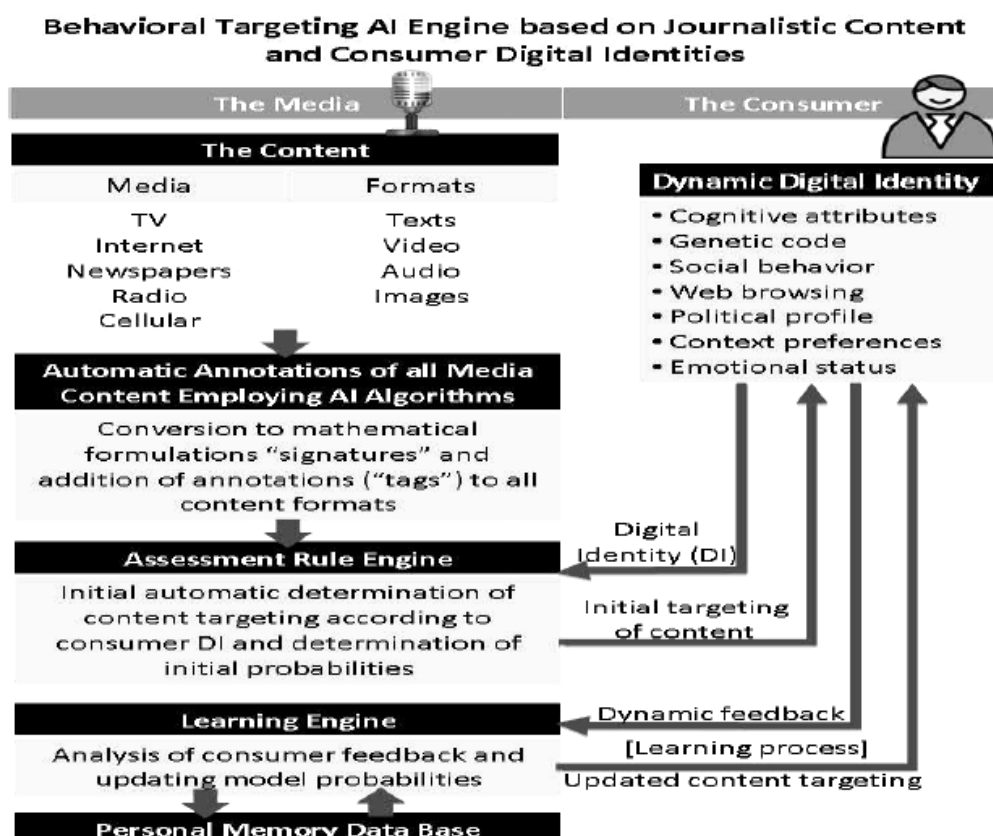 Behavioral Targeting AI Engine based on Journalistic Content
and Consumer Digital Identities
The Media
The Consumer
The Content
Media
Formats
TV
Internet
Newspapers
Radio
Cellular
Texts
Video
Audio
Images
Automatic Annotations of all Media
Content Employing AI Algorithms
Conversion to mathematical
formulations “signatures” and
addition of annotations (“tags”) to all
content formats
Assessment Rule Engine
Initial automatic determination of
content targeting according to
consumer DI and determination of
initial probabilities
Learning Engine
Analysis of consumer feedback and
updating model probabilities
Personal Memory Data Base
Dynamic Digital Identity
• Cognitive attributes
• Genetic code
• Social behavior
• Web browsing
• Political profile
• Context preferences
• Emotional status
Digital
Identity (DI)
Initial targeting
of content
Dynamic feedback
[Learning process]
Updated content targeting